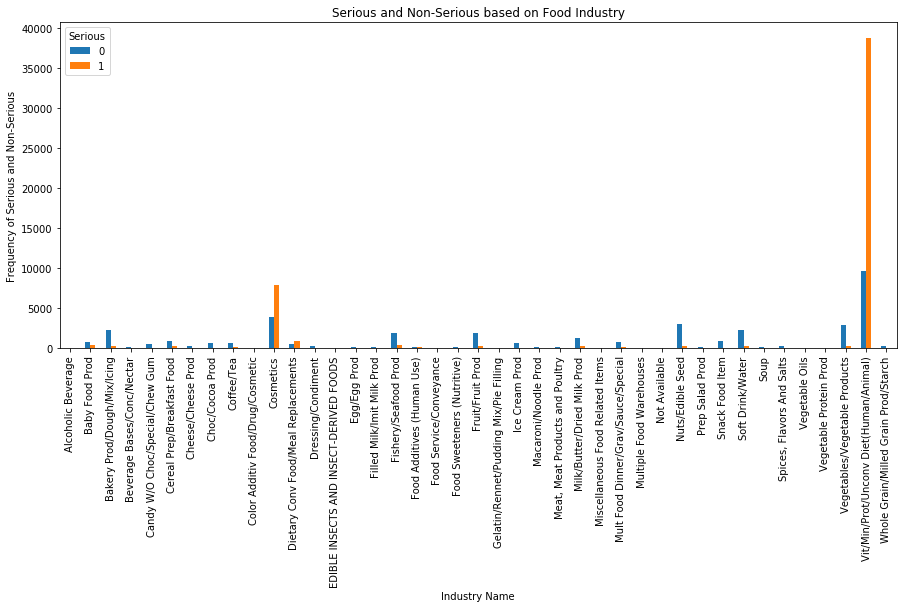 Serious and Non-Serious based on Food Industry
Serious
0
1
Frequency of Serious and Non-Serious
40000
35000
30000
25000
20000
15000
10000
5000
0
Alcoholic Beverage
Baby Food Prod
Bakery Prod/Dough/Mix/Icing
Beverage Bases/Conc/Nectar
Candy W/O Choc/Special/Chew Gum
Cereal Prep/Breakfast Food
Cheese/Cheese Prod
Choc/Cocoa Prod
Coffee/Tea
Color Additiv Food/Drug/Cosmetic
Cosmetics
Dietary Conv Food/Meal Replacements
Dressing/Condiment
EDIBLE INSECTS AND INSECT-DERIVED FOODS
Egg/Egg Prod
Filled Milk/Imit Milk Prod
Fishery/Seafood Prod
Food Additives (Human Use)
Food Service/Conveyance
Food Sweeteners (Nutritive)
Fruit/Fruit Prod
Gelatin/Rennet/Pudding Mix/Pie Filling
Ice Cream Prod
Macaroni/Noodle Prod
Meat, Meat Products and Poultry
Milk/Butter/Dried Milk Prod
Miscellaneous Food Related Items
Mult Food Dinner/Grav/Sauce/Special
Multiple Food Warehouses
Not Available
Nuts/Edible Seed
Prep Salad Prod
Snack Food Item
Soft Drink/Water
Soup
Spices, Flavors And Salts
Vegetable Oils
Vegetable Protein Prod
Vegetables/Vegetable Products
Vit/Min/Prot/Unconv Diet(Human/Animal)
Whole Grain/Milled Grain Prod/Starch
Industry Name